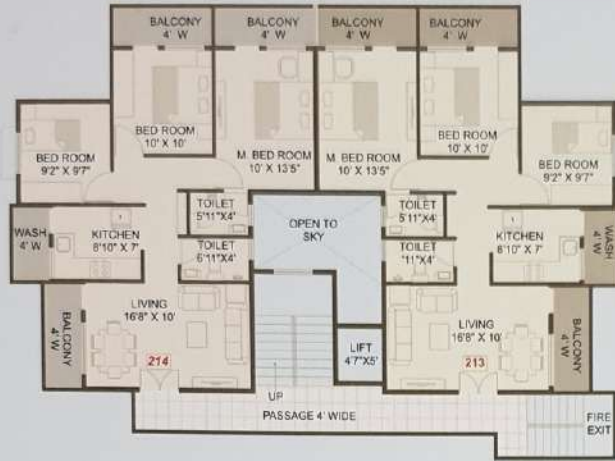 BALCONY
4' W
BALCONY
4' W
BALCONY
4' W
BALCONY
4' W
BED ROOM
10' X 10'
M. BED ROOM
10' X 13'5"
M. BED ROOM
10' X 13'5"
BED ROOM
10' X 10'
BED ROOM
9'2" X 9'7"
BED ROOM
9'2" X 9'7"
TOILET
5'11"X4'
OPEN TO
SKY
TOILET
5'11"X4'
WASH
4' W
KITCHEN
8'10" X 7'
TOILET
6'11"X4'
TOILET
'11"X4'
KITCHEN
8'10" X 7'
WASH
4' W
BALCONY
4' W
LIVING
16'8" X 10'
214
LIFT
4'7"X5'
LIVING
16'8" X 10'
213
BALCONY
4' W
UP
PASSAGE 4' WIDE
FIRE
EXIT